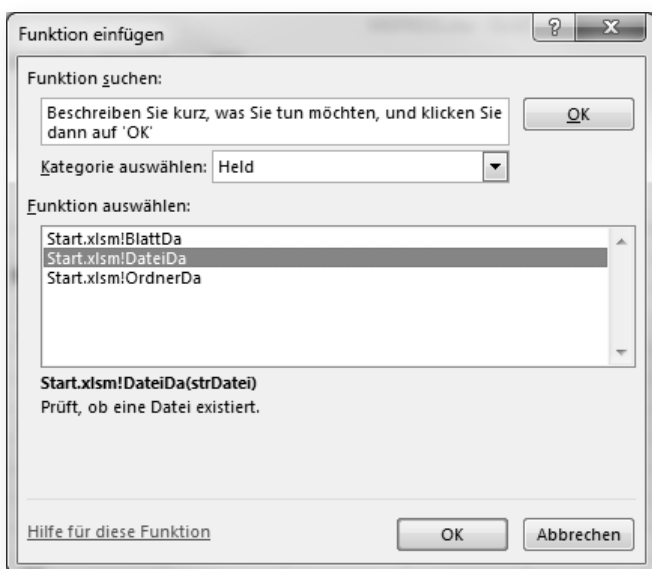 Funktion einfügen
Funktion suchen:
Beschreiben Sie kurz, was Sie tun möchten, und klicken Sie
dann auf 'OK'
OK
Kategorie auswählen: Held
Funktion auswählen:
Start.xlsm!BlattDa
Start.xlsm!DateiDa
Start.xlsm!OrdnerDa
Start.xlsm!DateiDa(strDatei)
Prüft, ob eine Datei existiert.
Hilfe für diese Funktion
OK
Abbrechen